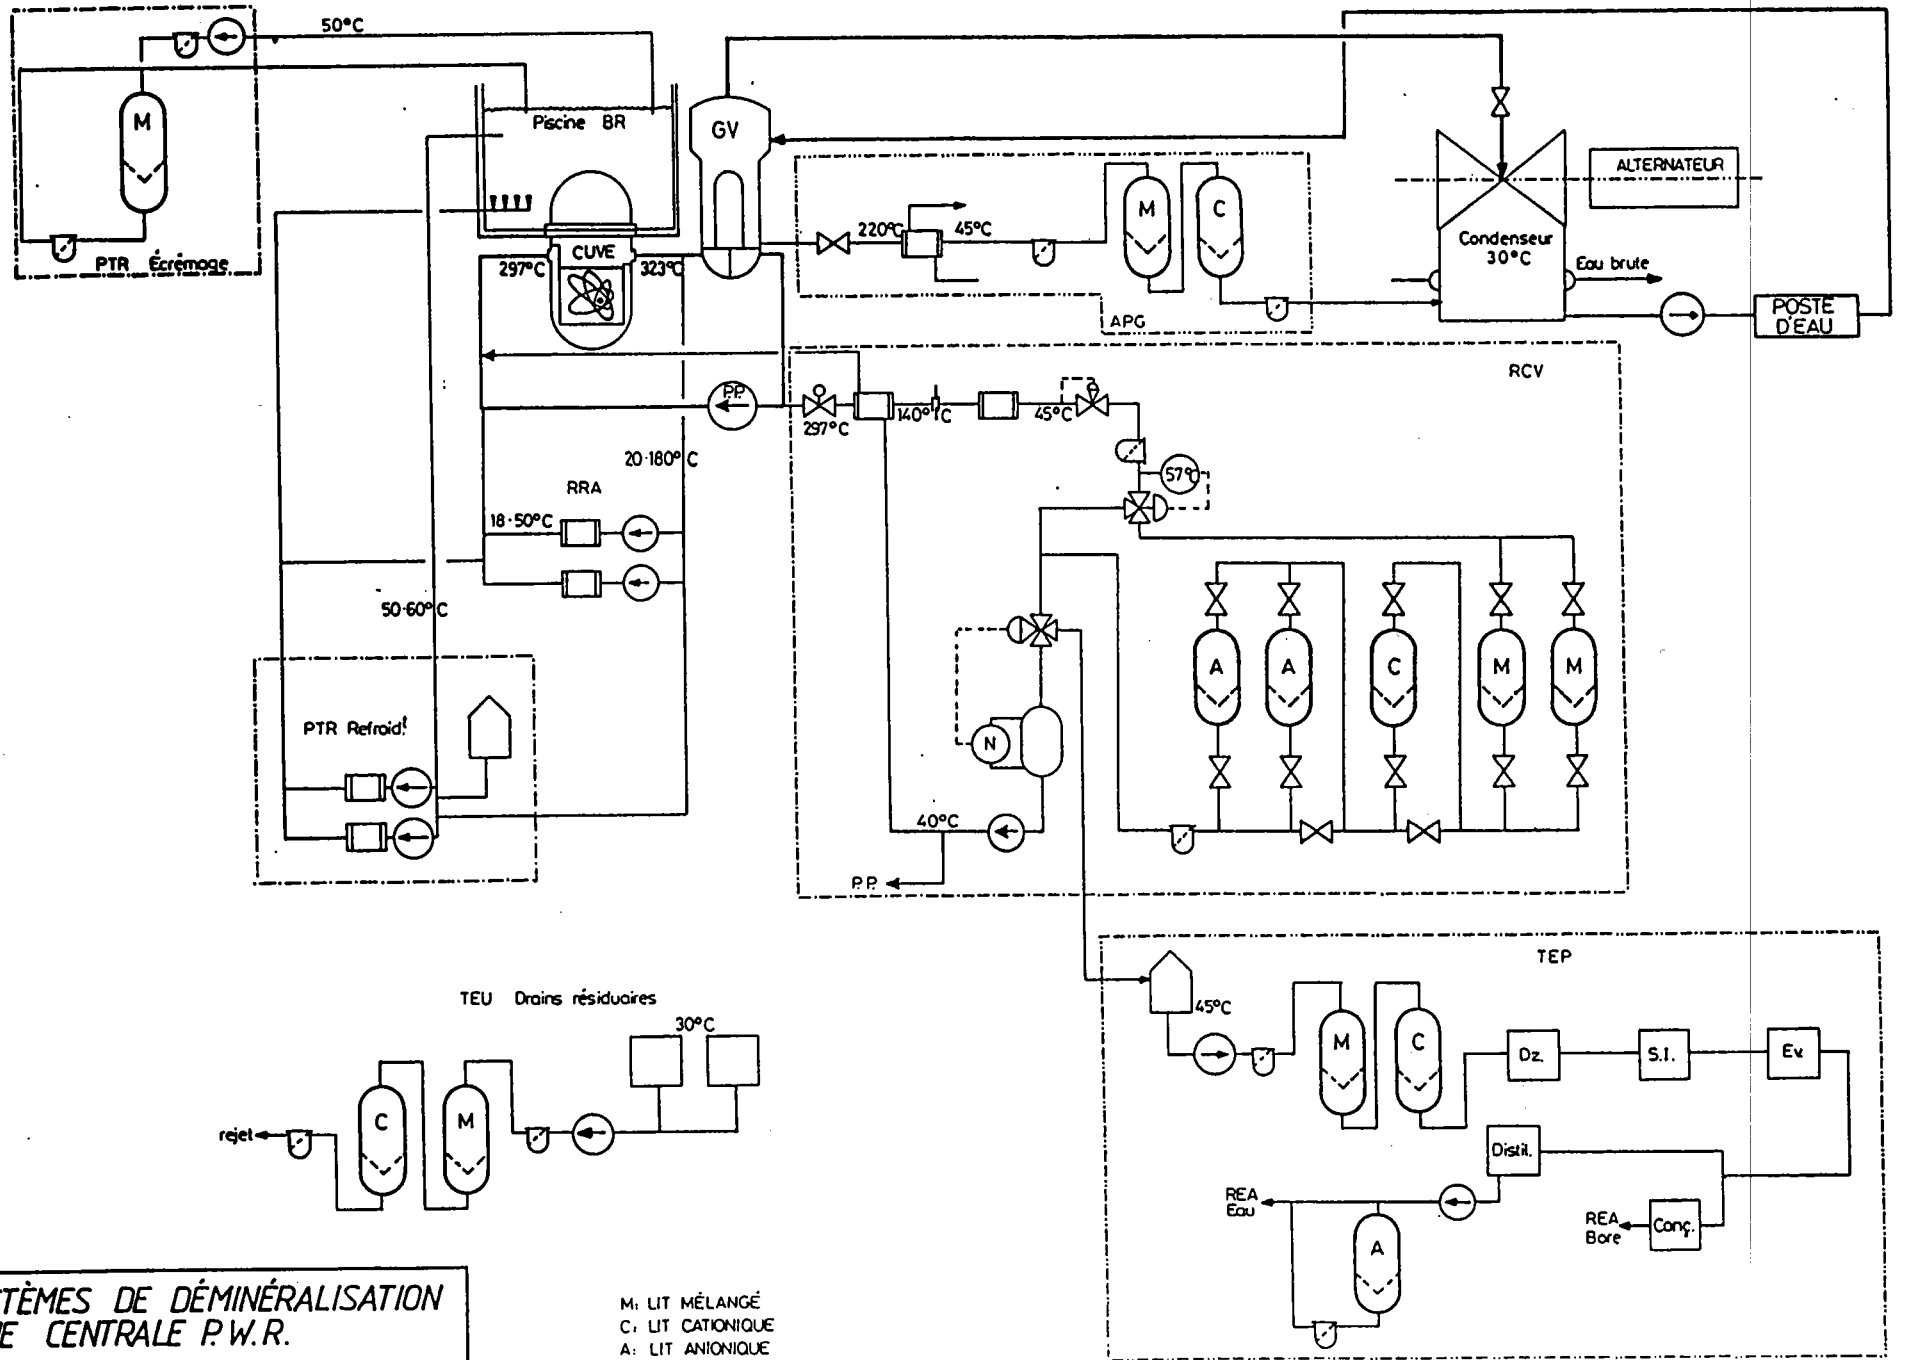 50°C
M
PTR Écrémage
Piscine BR
GV
CUVE
297°C
323°C
220°C
45°C
M
C
APG
ALTERNATEUR
Condenseur
30°C
Eau brute
POSTE
D'EAU
RCV
P.P.
297°C
140°C
45°C
57°
20·180°C
RRA
18·50°C
50·60°C
A
A
C
M
M
PTR Refroidt
N
40°C
P.P.
TEP
45°C
M
C
Dz.
S.I.
Ev.
Distil.
REA
Eau
A
REA
Bore
Conç.
TEU Drains résiduaires
30°C
C
M
rejet
TÈMES DE DÉMINÉRALISATION
E CENTRALE P.W.R.
M: LIT MÉLANGÉ
C: LIT CATIONIQUE
A: LIT ANIONIQUE